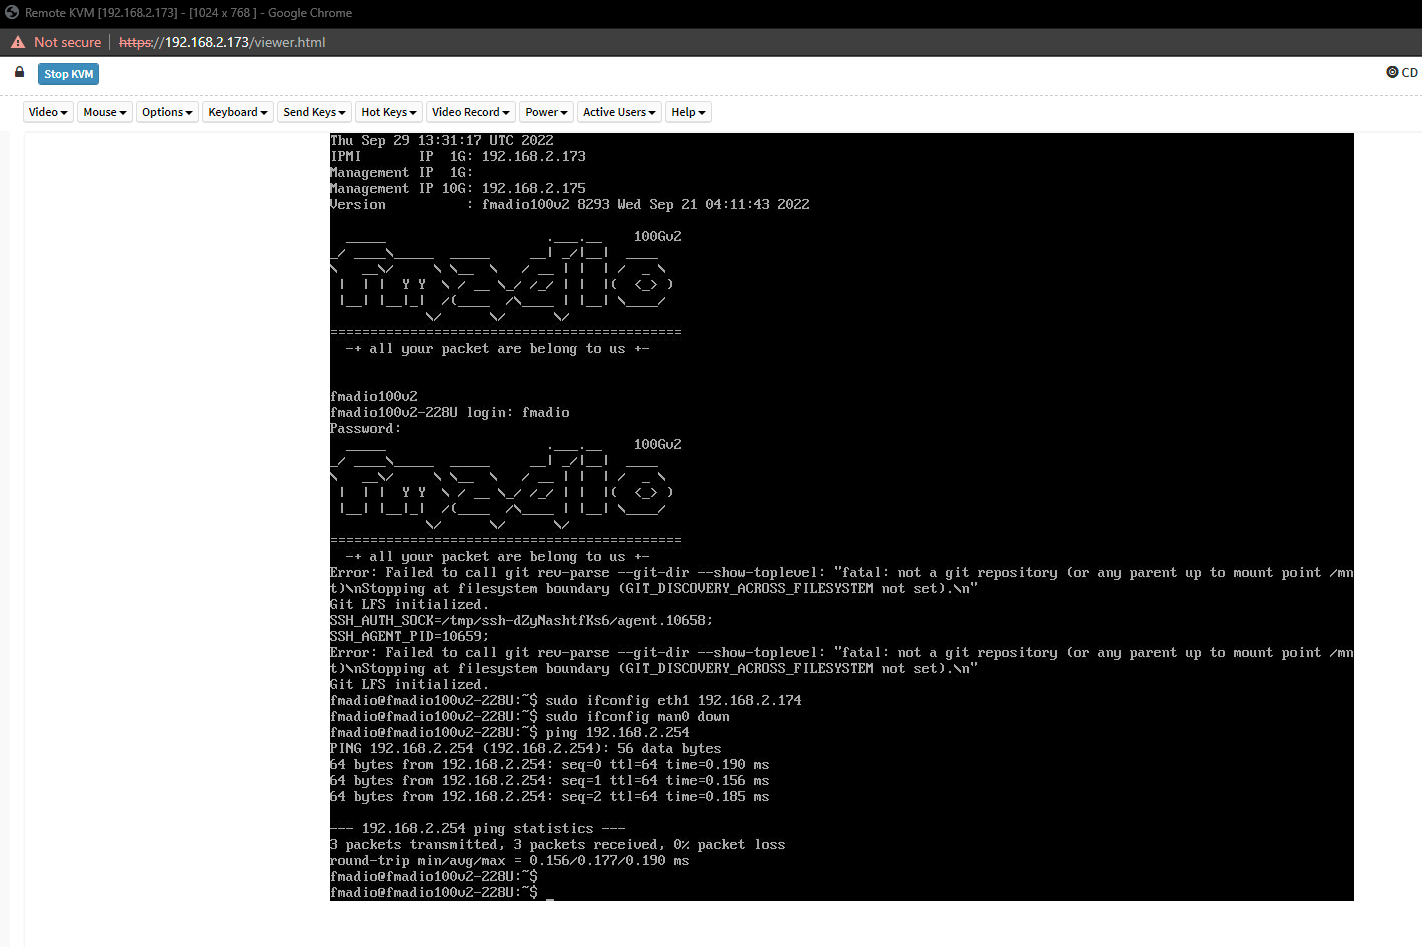 Remote KVM [192.168.2.173] - [1024 x 768 ] - Google Chrome
Not secure | https://192.168.2.173/viewer.html
Stop KVM
CD
Video Mouse Options Keyboard Send Keys Hot Keys Video Record Power Active Users Help
Thu Sep 29 13:31:17 UTC 2022
IPMI       IP  1G: 192.168.2.173
Management IP  1G:
Management IP 10G: 192.168.2.175
Version          : fmadio100v2 8293 Wed Sep 21 04:11:43 2022
100Gv2
fmadio
============================================
-+ all your packet are belong to us +-
fmadio100v2
fmadio100v2-228U login: fmadio
Password:
100Gv2
fmadio
============================================
-+ all your packet are belong to us +-
Error: Failed to call git rev-parse --git-dir --show-toplevel: "fatal: not a git repository (or any parent up to mount point /mn
t)\nStopping at filesystem boundary (GIT_DISCOVERY_ACROSS_FILESYSTEM not set).\n"
Git LFS initialized.
SSH_AUTH_SOCK=/tmp/ssh-dZyNashtfKs6/agent.10658;
SSH_AGENT_PID=10659;
Error: Failed to call git rev-parse --git-dir --show-toplevel: "fatal: not a git repository (or any parent up to mount point /mn
t)\nStopping at filesystem boundary (GIT_DISCOVERY_ACROSS_FILESYSTEM not set).\n"
Git LFS initialized.
fmadio@fmadio100v2-228U:~$ sudo ifconfig eth1 192.168.2.174
fmadio@fmadio100v2-228U:~$ sudo ifconfig man0 down
fmadio@fmadio100v2-228U:~$ ping 192.168.2.254
PING 192.168.2.254 (192.168.2.254): 56 data bytes
64 bytes from 192.168.2.254: seq=0 ttl=64 time=0.190 ms
64 bytes from 192.168.2.254: seq=1 ttl=64 time=0.156 ms
64 bytes from 192.168.2.254: seq=2 ttl=64 time=0.185 ms
--- 192.168.2.254 ping statistics ---
3 packets transmitted, 3 packets received, 0% packet loss
round-trip min/avg/max = 0.156/0.177/0.190 ms
fmadio@fmadio100v2-228U:~$
fmadio@fmadio100v2-228U:~$ _